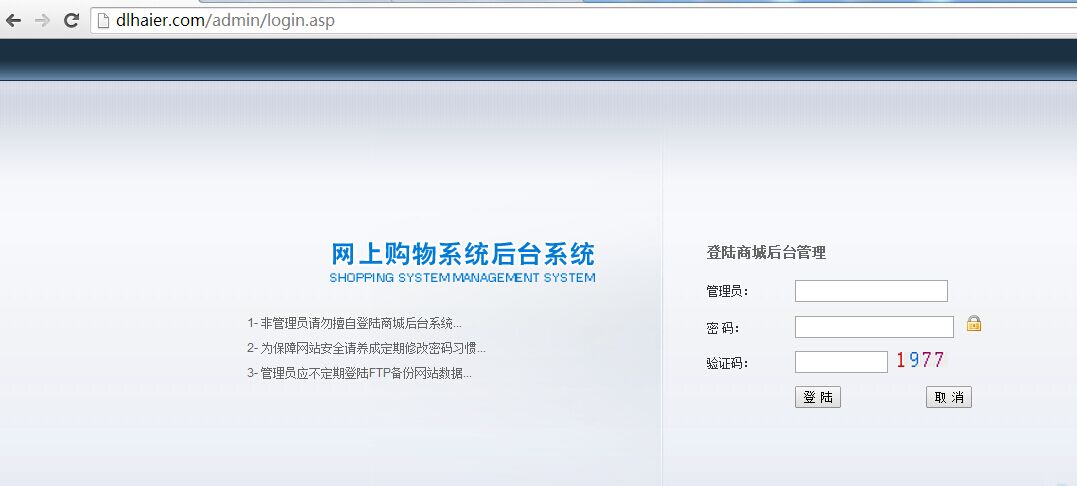 dlhaier.com/admin/login.asp
网上购物系统后台系统
SHOPPING SYSTEM MANAGEMENT SYSTEM
1- 非管理员请勿擅自登陆商城后台系统...
2- 为保障网站安全请养成定期修改密码习惯...
3- 管理员应不定期登陆FTP备份网站数据...
登陆商城后台管理
管理员：
密 码：
验证码： 1977
登 陆 取 消